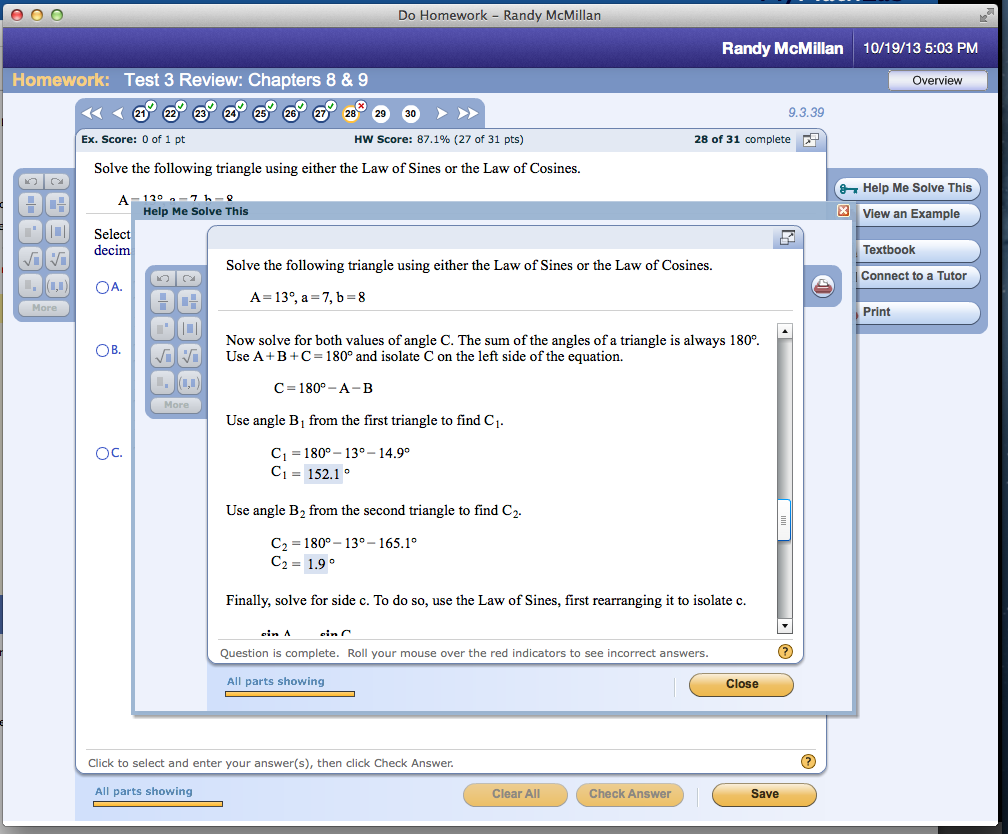 Do Homework – Randy McMillan
Randy McMillan 10/19/13 5:03 PM
Homework: Test 3 Review: Chapters 8 & 9
Overview
21 22 23 24 25 26 27 28 29 30
9.3.39
Ex. Score: 0 of 1 pt HW Score: 87.1% (27 of 31 pts) 28 of 31 complete
Solve the following triangle using either the Law of Sines or the Law of Cosines.
A=13°, a=7, b=8
Select
decim
A.
B.
C.
More
Help Me Solve This
View an Example
Textbook
Connect to a Tutor
Print
Help Me Solve This
More
Solve the following triangle using either the Law of Sines or the Law of Cosines.
A=13°, a=7, b=8
Now solve for both values of angle C. The sum of the angles of a triangle is always 180°.
Use A+B+C=180° and isolate C on the left side of the equation.
C=180°−A−B
Use angle B₁ from the first triangle to find C₁.
C₁ =180°−13°−14.9°
C₁ = 152.1 °
Use angle B₂ from the second triangle to find C₂.
C₂ =180°−13°−165.1°
C₂ = 1.9 °
Finally, solve for side c. To do so, use the Law of Sines, first rearranging it to isolate c.
sin A sin C
Question is complete. Roll your mouse over the red indicators to see incorrect answers.
?
All parts showing
Close
Click to select and enter your answer(s), then click Check Answer.
?
All parts showing
Clear All
Check Answer
Save